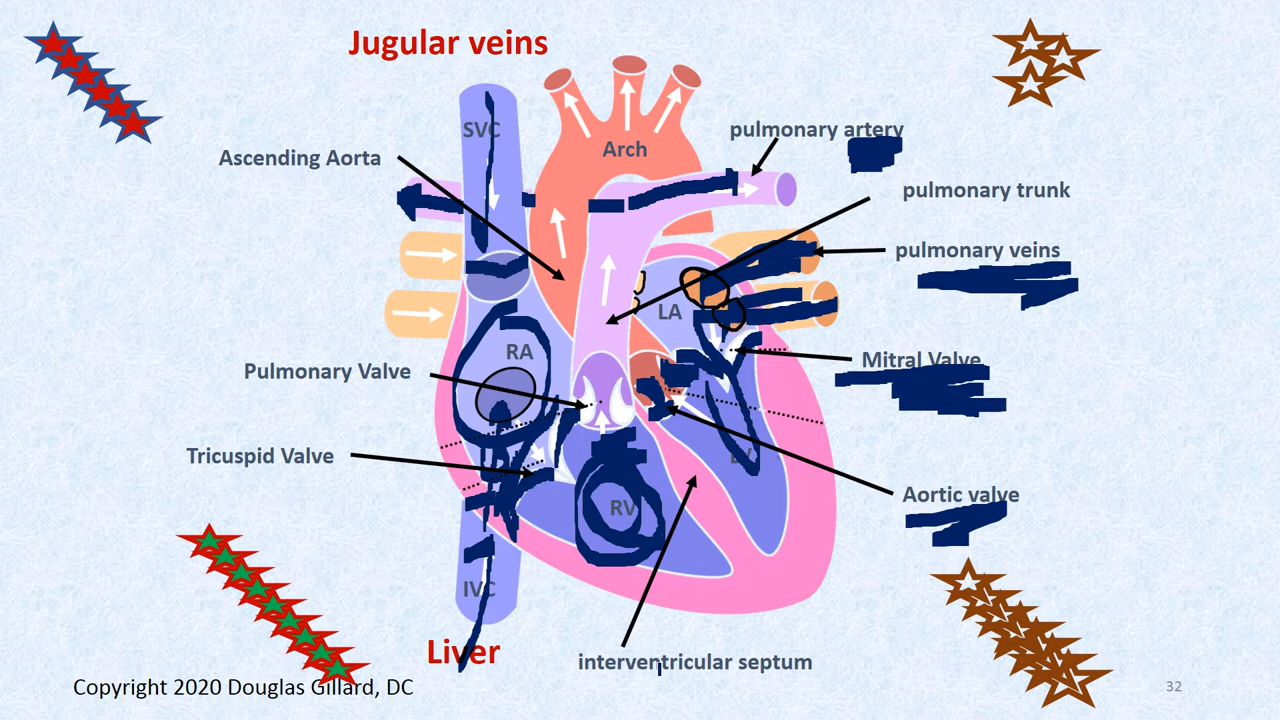 Jugular veins
SVC
pulmonary artery
Arch
Ascending Aorta
pulmonary trunk
pulmonary veins
LA
RA
Mitral Valve
Pulmonary Valve
Tricuspid Valve
LV
Aortic valve
RV
IVC
Liver
interventricular septum
Copyright 2020 Douglas Gillard, DC
32